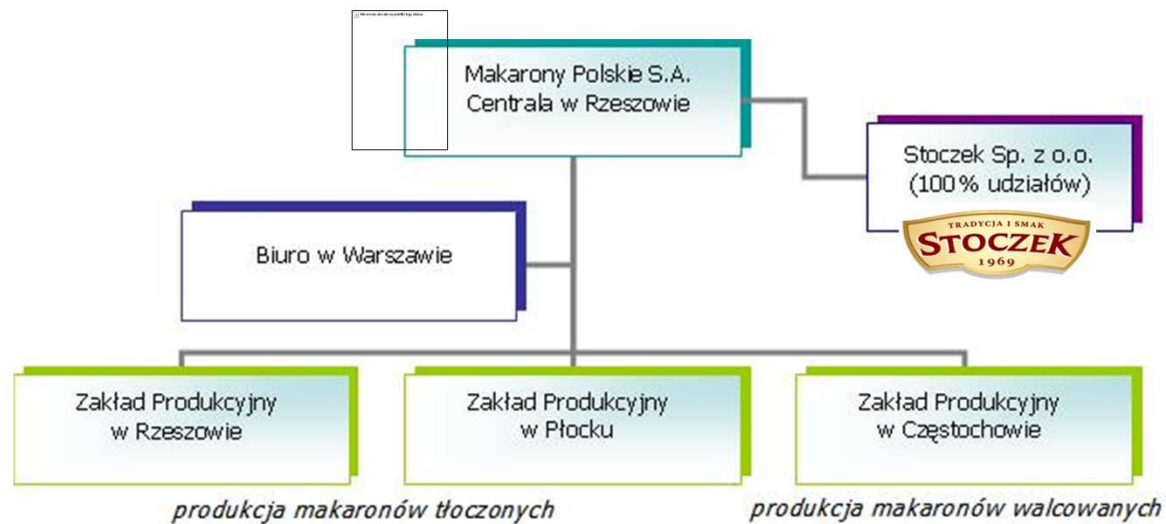 Makarony Polskie S.A.
Centrala w Rzeszowie
Stoczek Sp. z o.o.
(100% udziałów)
TRADYCJA I SMAK
STOCZEK
1969
Biuro w Warszawie
Zakład Produkcyjny
w Rzeszowie
Zakład Produkcyjny
w Płocku
Zakład Produkcyjny
w Częstochowie
produkcja makaronów tłoczonych
produkcja makaronów walcowanych